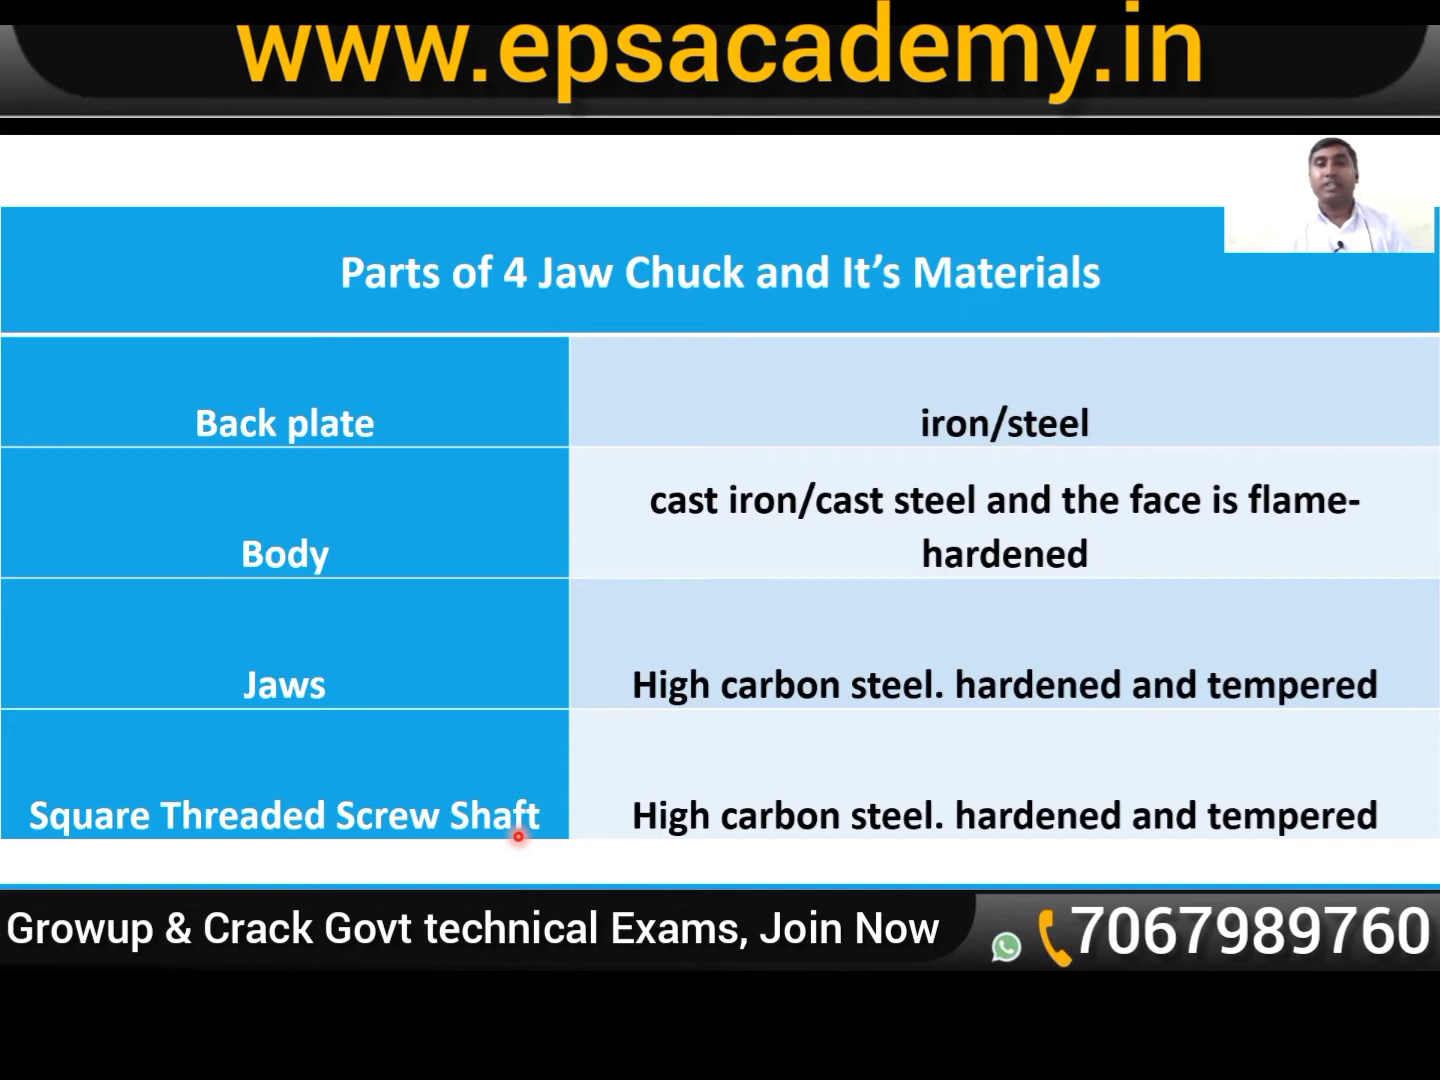 www.epsacademy.in
Parts of 4 Jaw Chuck and It’s Materials
Back plate
iron/steel
Body
cast iron/cast steel and the face is flame-
hardened
Jaws
High carbon steel. hardened and tempered
Square Threaded Screw Shaft
High carbon steel. hardened and tempered
Growup & Crack Govt technical Exams, Join Now
7067989760